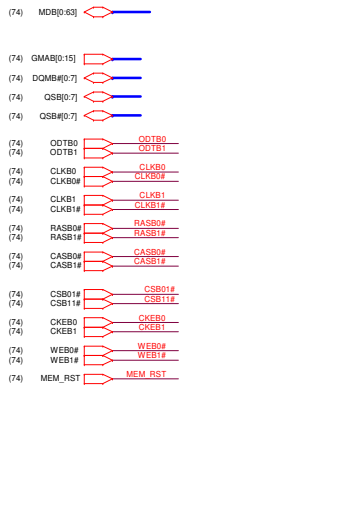 (74) MDB[0:63]
(74) GMAB[0:15]
(74) DQMB#[0:7]
(74) QSB[0:7]
(74) QSB#[0:7]
(74) ODTB0 ODTB0
(74) ODTB1 ODTB1
(74) CLKB0 CLKB0
(74) CLKB0# CLKB0#
(74) CLKB1 CLKB1
(74) CLKB1# CLKB1#
(74) RASB0# RASB0#
(74) RASB1# RASB1#
(74) CASB0# CASB0#
(74) CASB1# CASB1#
(74) CSB01# CSB01#
(74) CSB11# CSB11#
(74) CKEB0 CKEB0
(74) CKEB1 CKEB1
(74) WEB0# WEB0#
(74) WEB1# WEB1#
(74) MEM_RST MEM_RST